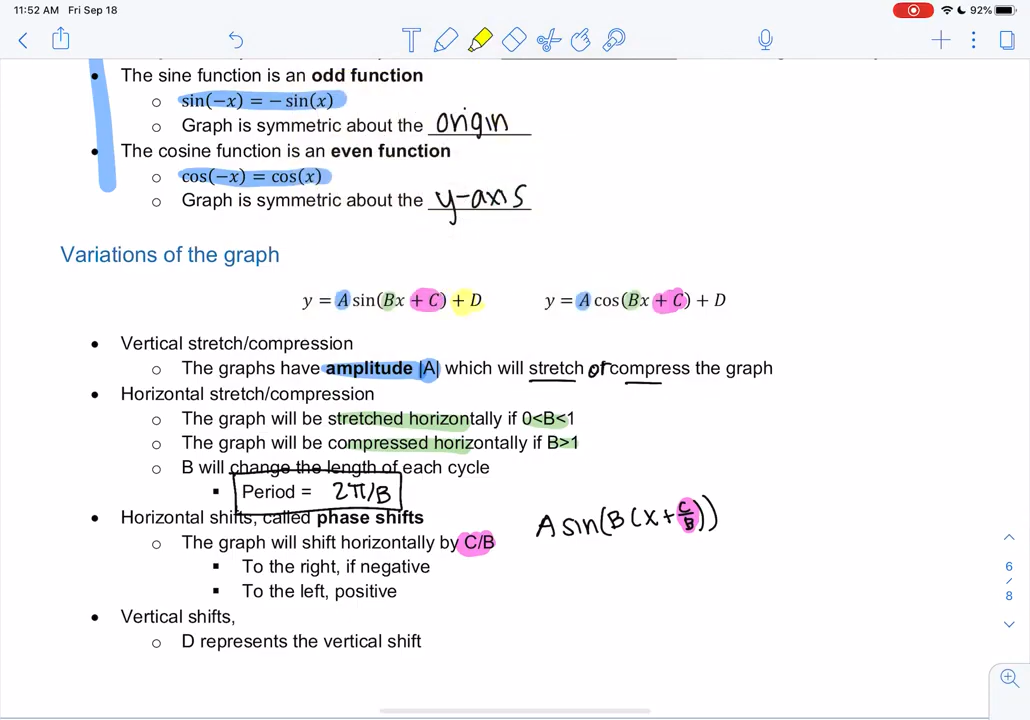 11:52 AM Fri Sep 18
92%
• The sine function is an odd function
○ sin(−x) = − sin(x)
○ Graph is symmetric about the origin
• The cosine function is an even function
○ cos(−x) = cos(x)
○ Graph is symmetric about the y-axis
Variations of the graph
y = A sin(Bx + C) + D y = A cos(Bx + C) + D
• Vertical stretch/compression
○ The graphs have amplitude |A| which will stretch or compress the graph
• Horizontal stretch/compression
○ The graph will be stretched horizontally if 0<B<1
○ The graph will be compressed horizontally if B>1
○ B will change the length of each cycle
▪ Period = 2π/B
• Horizontal shifts, called phase shifts
A sin(B(x+C/B))
○ The graph will shift horizontally by C/B
▪ To the right, if negative
▪ To the left, positive
• Vertical shifts,
○ D represents the vertical shift
6
/
8